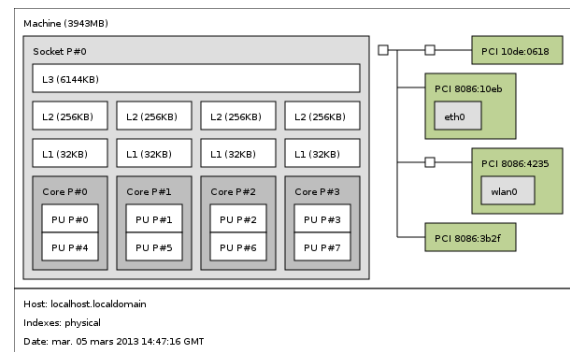 Machine (3943MB)
Socket P#0
L3 (6144KB)
L2 (256KB) L2 (256KB) L2 (256KB) L2 (256KB)
L1 (32KB) L1 (32KB) L1 (32KB) L1 (32KB)
Core P#0 Core P#1 Core P#2 Core P#3
PU P#0 PU P#1 PU P#2 PU P#3
PU P#4 PU P#5 PU P#6 PU P#7
PCI 10de:0618
PCI 8086:10eb
eth0
PCI 8086:4235
wlan0
PCI 8086:3b2f
Host: localhost.localdomain
Indexes: physical
Date: mar. 05 mars 2013 14:47:16 GMT